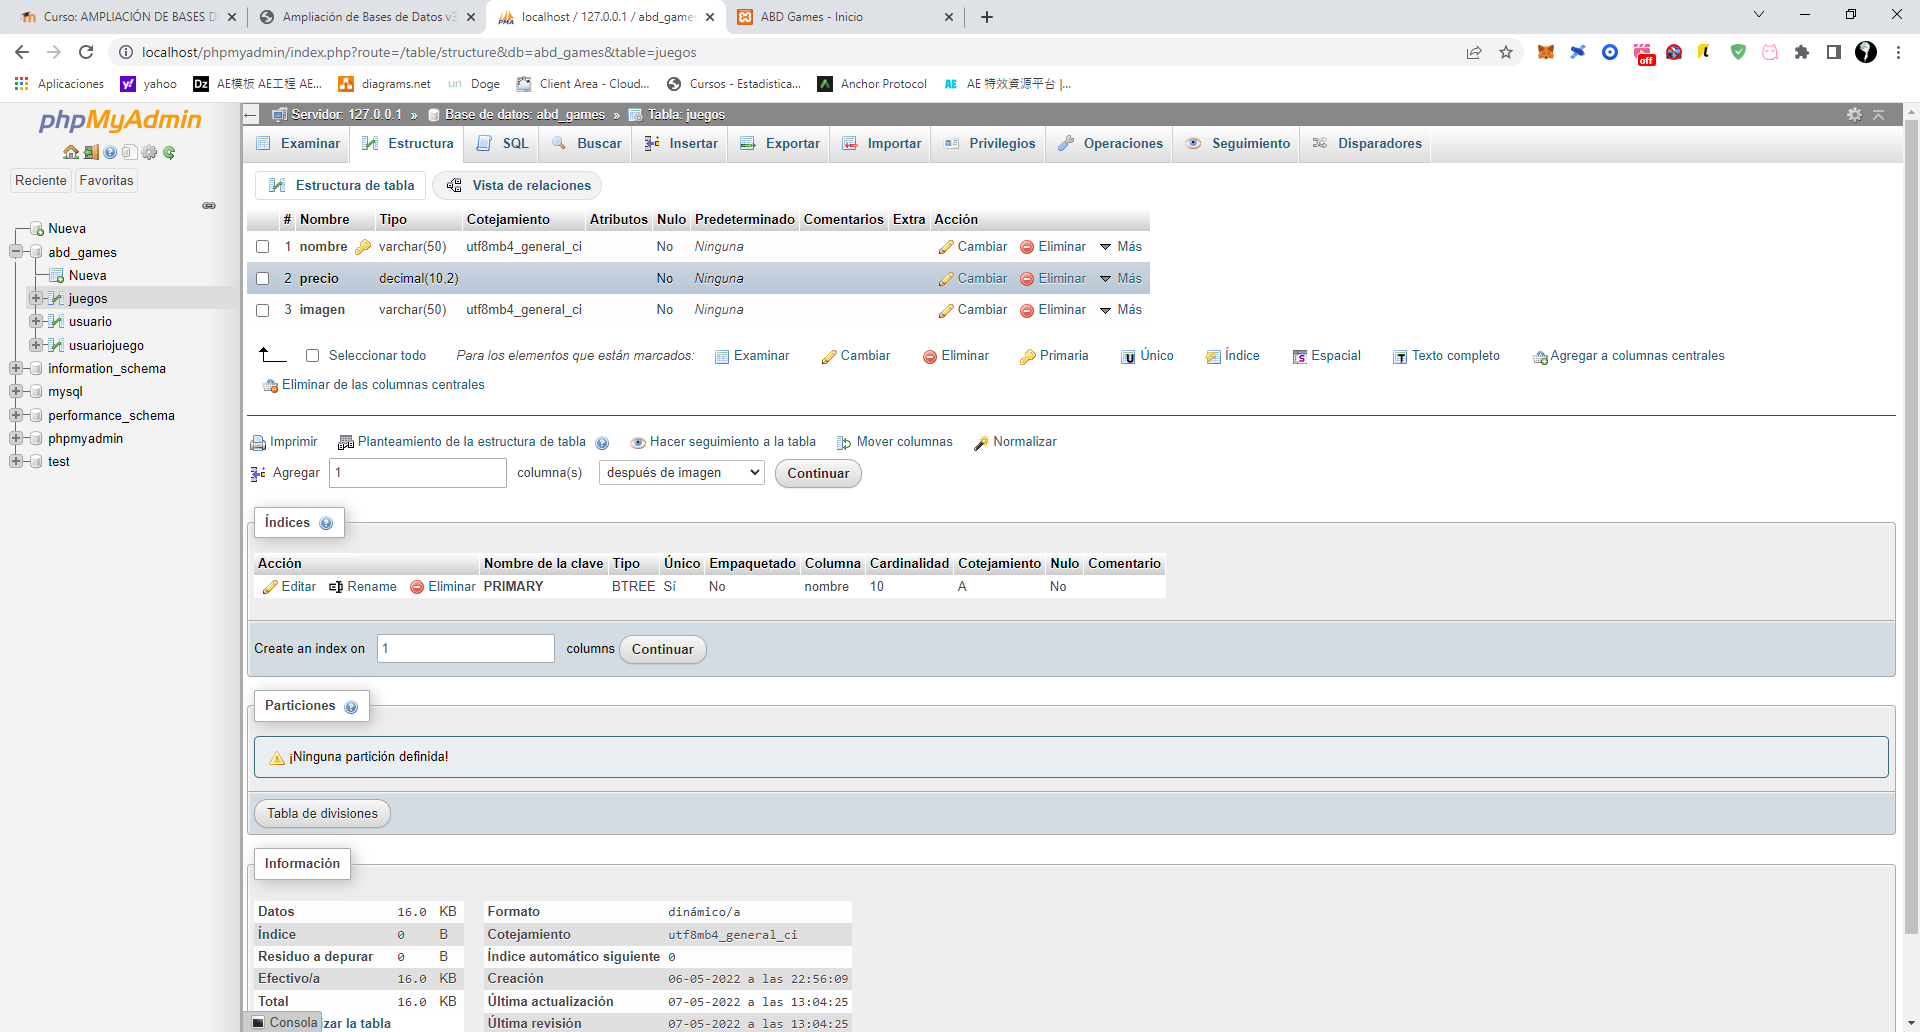 Curso: AMPLIACIÓN DE BASES D
Ampliación de Bases de Datos v3
localhost / 127.0.0.1 / abd_games
ABD Games - Inicio
localhost/phpmyadmin/index.php?route=/table/structure&db=abd_games&table=juegos
off
Aplicaciones
yahoo
Dz AE模板 AE工程 AE...
diagrams.net
un Doge
Client Area - Cloud...
Cursos - Estadistica...
Anchor Protocol
AE AE 特效資源平台 |...
phpMyAdmin
Reciente
Favoritas
Nueva
abd_games
Nueva
juegos
usuario
usuariojuego
information_schema
mysql
performance_schema
phpmyadmin
test
Servidor: 127.0.0.1 » Base de datos: abd_games » Tabla: juegos
Examinar Estructura SQL Buscar Insertar Exportar Importar Privilegios Operaciones Seguimiento Disparadores
Estructura de tabla Vista de relaciones
# Nombre Tipo Cotejamiento Atributos Nulo Predeterminado Comentarios Extra Acción
1 nombre varchar(50) utf8mb4_general_ci No Ninguna Cambiar Eliminar Más
2 precio decimal(10,2) No Ninguna Cambiar Eliminar Más
3 imagen varchar(50) utf8mb4_general_ci No Ninguna Cambiar Eliminar Más
Seleccionar todo Para los elementos que están marcados: Examinar Cambiar Eliminar Primaria Único Índice Espacial Texto completo Agregar a columnas centrales
Eliminar de las columnas centrales
Imprimir Planteamiento de la estructura de tabla Hacer seguimiento a la tabla Mover columnas Normalizar
Agregar 1 columna(s) después de imagen Continuar
Índices
Acción Nombre de la clave Tipo Único Empaquetado Columna Cardinalidad Cotejamiento Nulo Comentario
Editar Rename Eliminar PRIMARY BTREE Sí No nombre 10 A No
Create an index on 1 columns Continuar
Particiones
¡Ninguna partición definida!
Tabla de divisiones
Información
Datos 16.0 KB
Índice 0 B
Residuo a depurar 0 B
Efectivo/a 16.0 KB
Total 16.0 KB
zar la tabla
Formato dinámico/a
Cotejamiento utf8mb4_general_ci
Índice automático siguiente 0
Creación 06-05-2022 a las 22:56:09
Última actualización 07-05-2022 a las 13:04:25
Última revisión 07-05-2022 a las 13:04:25
Consola